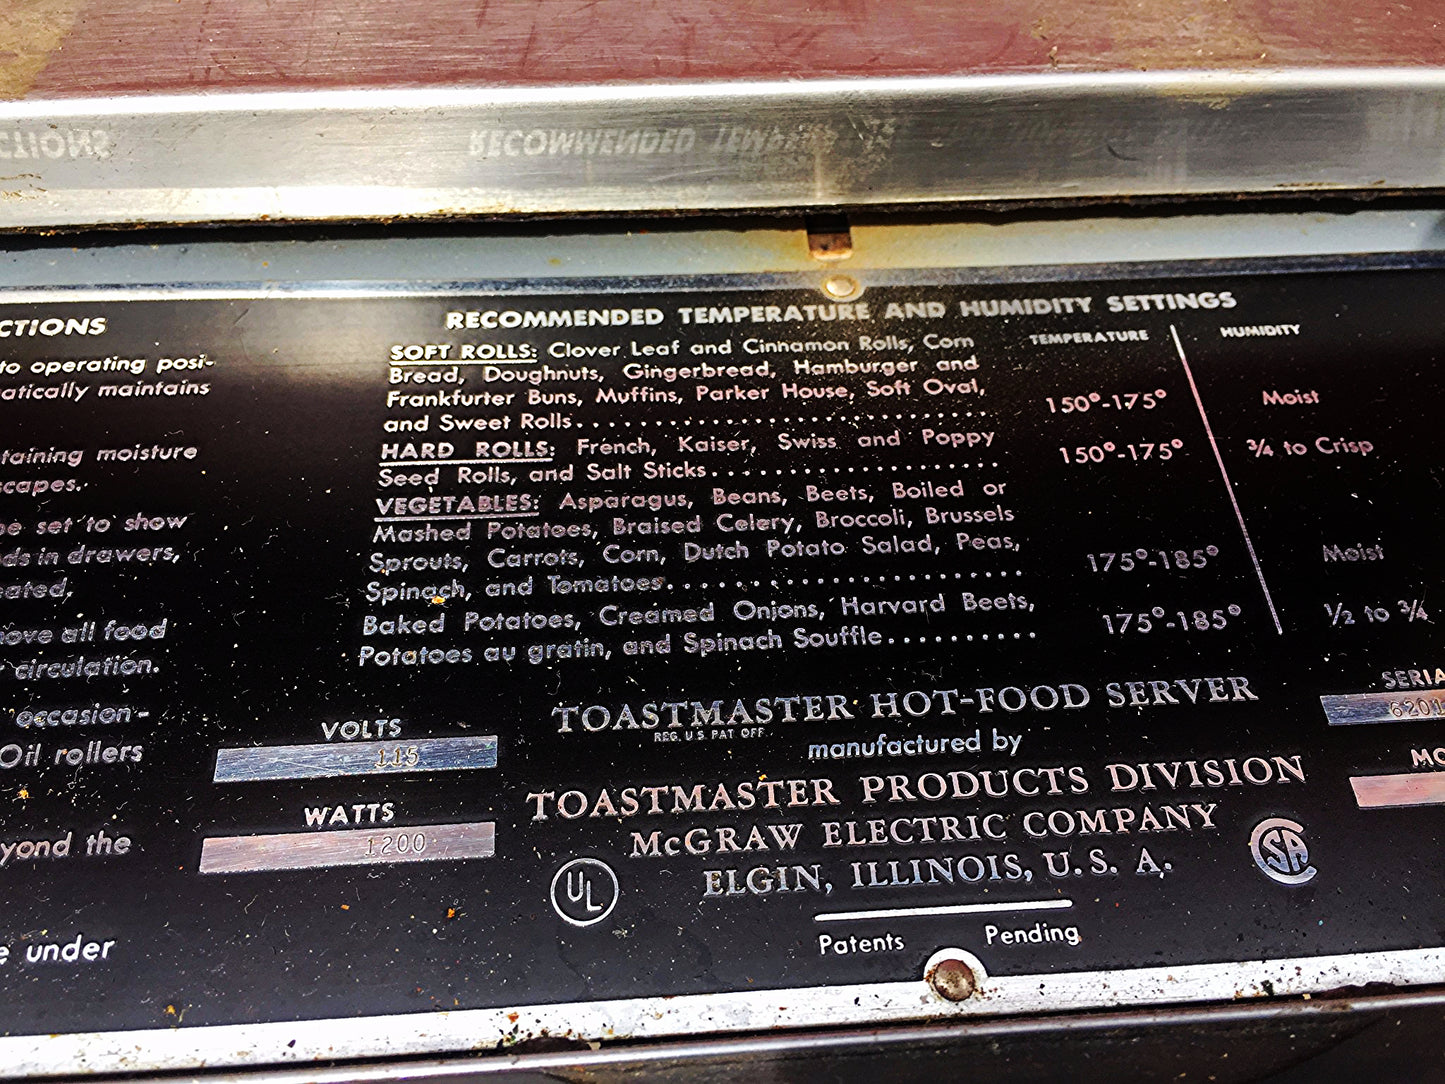 CTIONS
to operating posi-
atically maintains
taining moisture
capes.
be set to show
ds in drawers,
eated.
move all food
circulation.
occasion-
Oil rollers
yond the
e under
RECOMMENDED TEMPERATURE AND HUMIDITY SETTINGS
TEMPERATURE HUMIDITY
SOFT ROLLS: Clover Leaf and Cinnamon Rolls, Corn
Bread, Doughnuts, Gingerbread, Hamburger and
Frankfurter Buns, Muffins, Parker House, Soft Oval,
and Sweet Rolls. 150°-175° Moist
HARD ROLLS: French, Kaiser, Swiss and Poppy
Seed Rolls, and Salt Sticks. 150°-175° ¾ to Crisp
VEGETABLES: Asparagus, Beans, Beets, Boiled or
Mashed Potatoes, Braised Celery, Broccoli, Brussels
Sprouts, Carrots, Corn, Dutch Potato Salad, Peas,
Spinach, and Tomatoes. 175°-185° Moist
Baked Potatoes, Creamed Onions, Harvard Beets,
Potatoes au gratin, and Spinach Souffle. 175°-185° ½ to ¾
VOLTS
115
WATTS
1200
TOASTMASTER HOT-FOOD SERVER
REG. U.S. PAT OFF.
manufactured by
TOASTMASTER PRODUCTS DIVISION
McGRAW ELECTRIC COMPANY
ELGIN, ILLINOIS, U.S.A.
UL
CSA
Patents Pending
SERIA
6201
MO